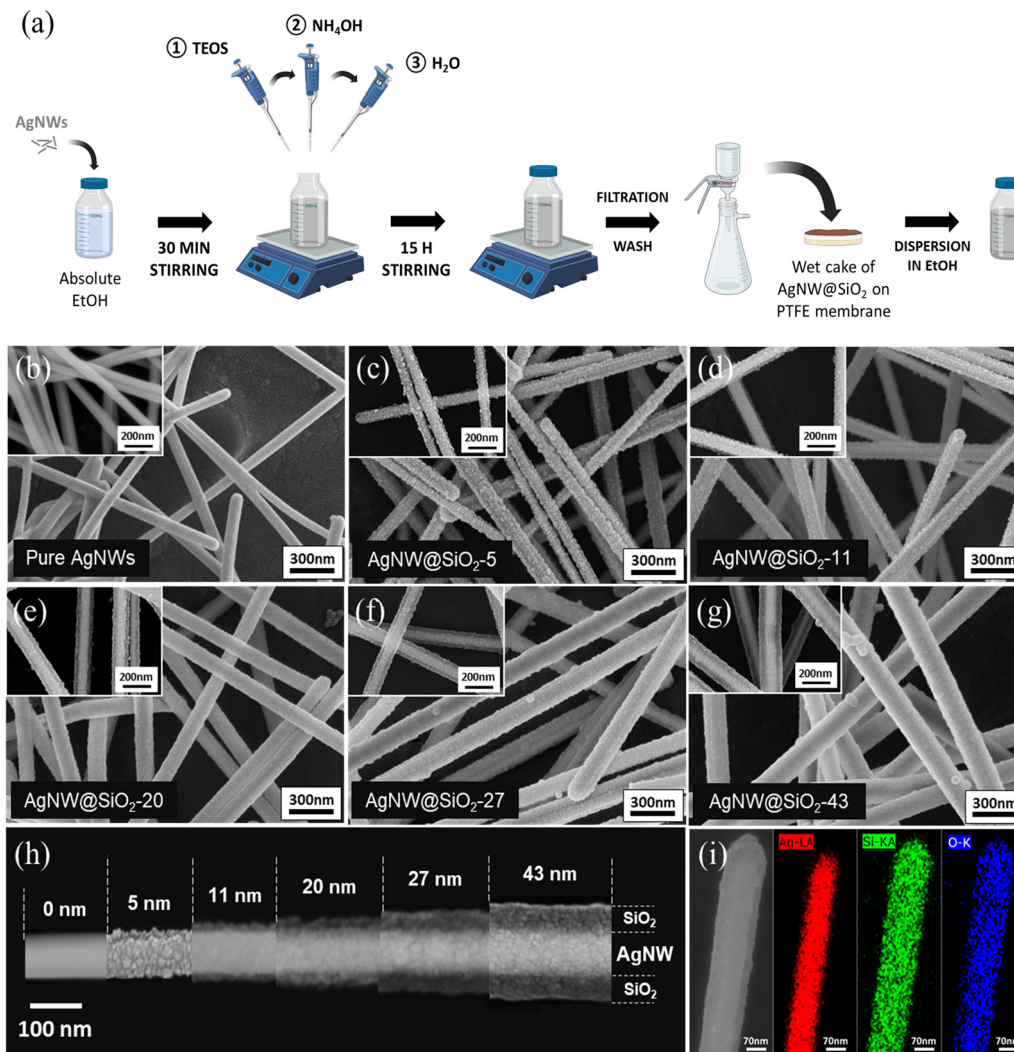 (a)
① TEOS
② NH₄OH
③ H₂O
AgNWs
Absolute
EtOH
30 MIN
STIRRING
15 H
STIRRING
FILTRATION
WASH
Wet cake of
AgNW@SiO₂ on
PTFE membrane
DISPERSION
IN EtOH
(b)
200nm
Pure AgNWs
300nm
(c)
200nm
AgNW@SiO₂-5
300nm
(d)
200nm
AgNW@SiO₂-11
300nm
(e)
200nm
AgNW@SiO₂-20
300nm
(f)
200nm
AgNW@SiO₂-27
300nm
(g)
200nm
AgNW@SiO₂-43
300nm
(h)
0 nm
5 nm
11 nm
20 nm
27 nm
43 nm
SiO₂
AgNW
SiO₂
100 nm
(i)
Ag-LA
Si-KA
O-K
70nm
70nm
70nm
70nm